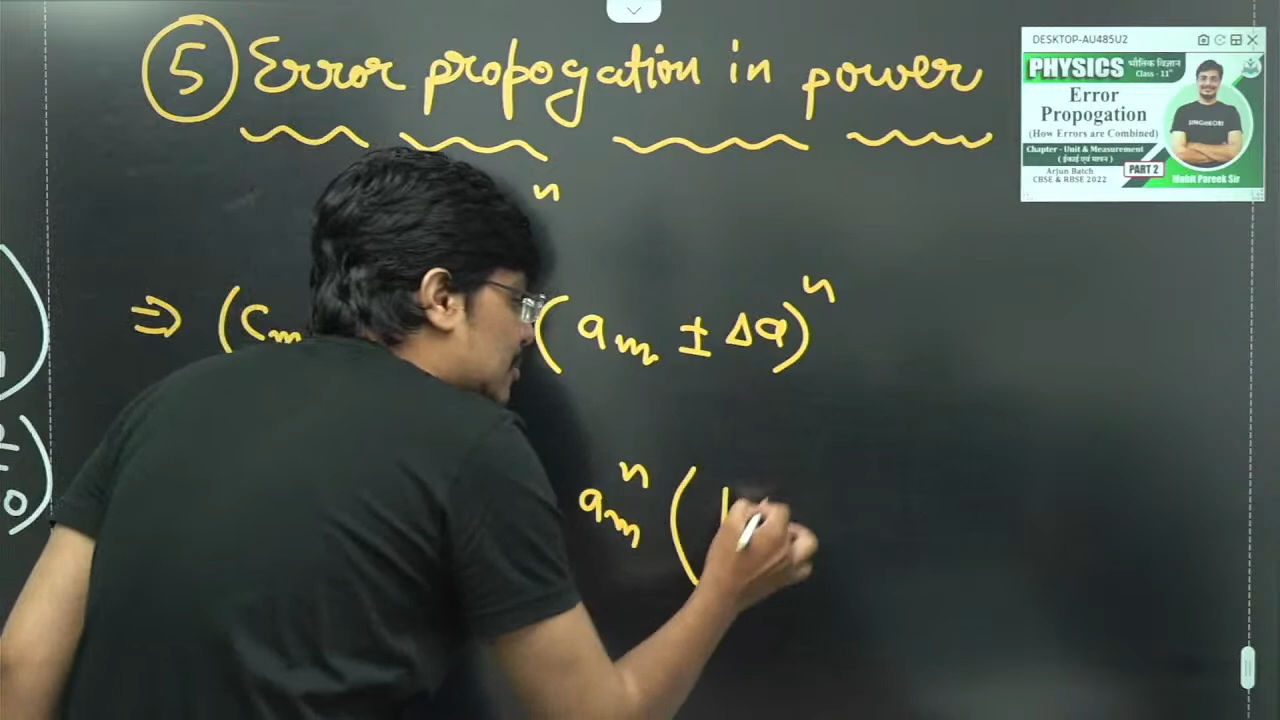 ⑤ Error propogation in power
n
⇒ (Cm (am ± Δa)^n
am^n ( 1
DESKTOP-AU485U2
PHYSICS भौतिक विज्ञान
Class - 11th
Error
Propogation
(How Errors are Combined)
Chapter - Unit & Measurement
( ईकाई एवं मापन )
PART 2
Arjun Batch
CBSE & RBSE 2022
Mohit Pareek Sir